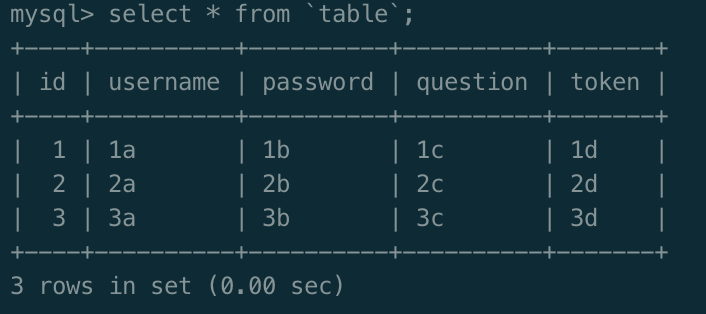 mysql> select * from `table`;
+----+----------+----------+----------+-------+
| id | username | password | question | token |
+----+----------+----------+----------+-------+
|  1 | 1a       | 1b       | 1c       | 1d    |
|  2 | 2a       | 2b       | 2c       | 2d    |
|  3 | 3a       | 3b       | 3c       | 3d    |
+----+----------+----------+----------+-------+
3 rows in set (0.00 sec)